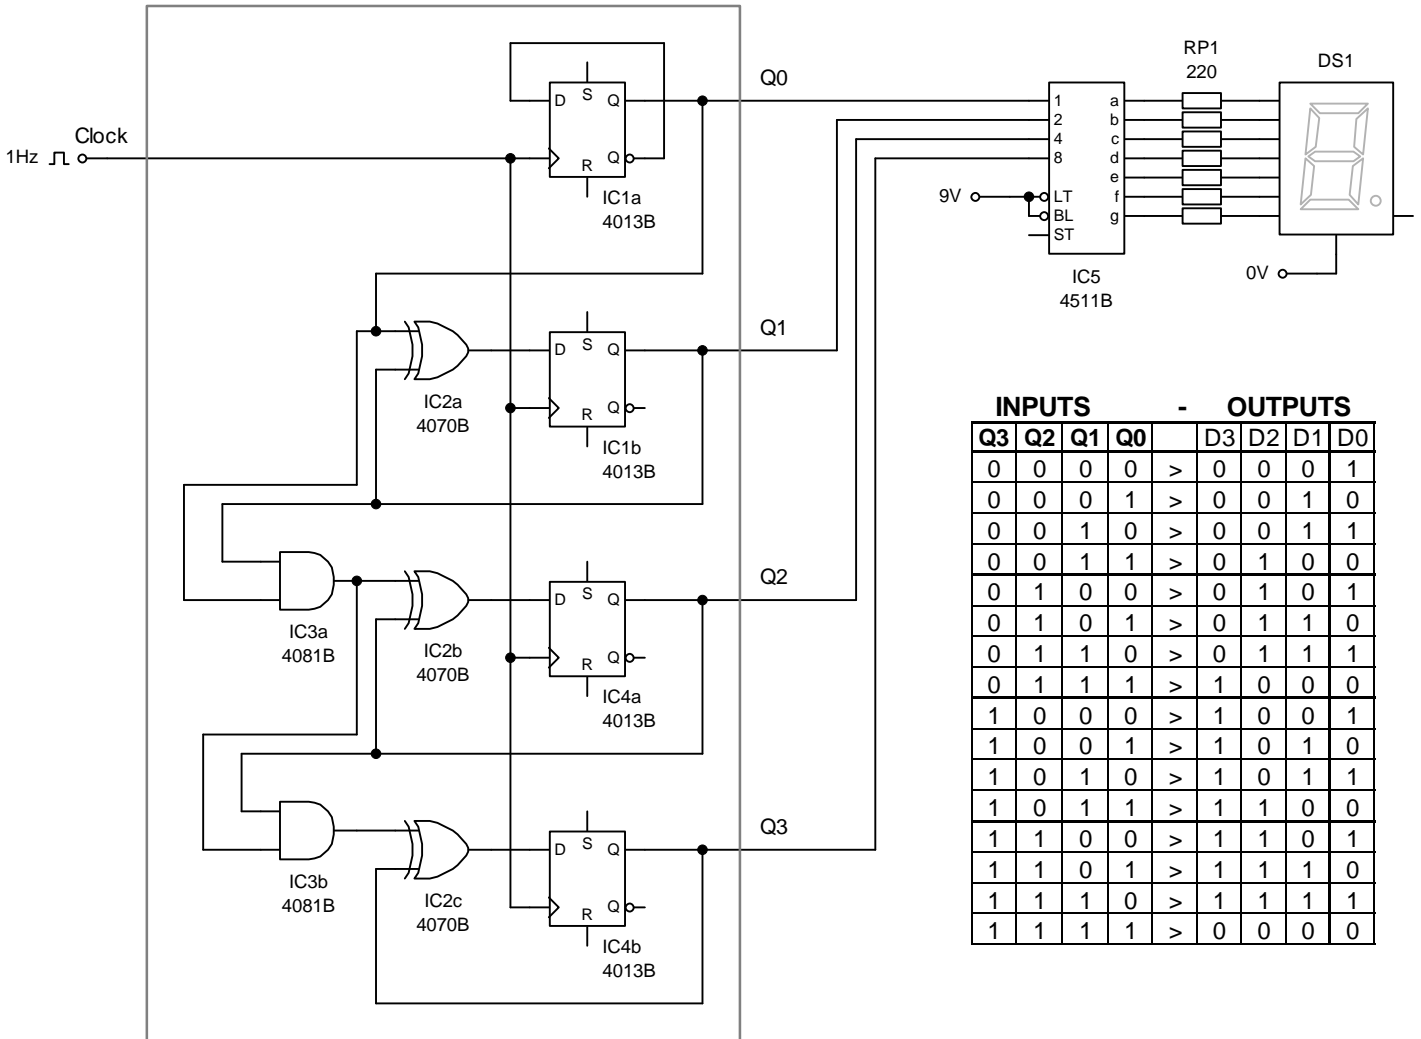 RP1
220
DS1
Q0
D S Q
Clock
1Hz
R Q
IC1a
4013B
1 a
2 b
4 c
8 d
e
9V LT f
BL g
ST
IC5
4511B
0V
Q1
D S Q
IC2a
4070B
R Q
IC1b
4013B
Q2
D S Q
IC3a
4081B
IC2b
4070B
R Q
IC4a
4013B
Q3
D S Q
IC3b
4081B
IC2c
4070B
R Q
IC4b
4013B
INPUTS - OUTPUTS
Q3 Q2 Q1 Q0 D3 D2 D1 D0
0 0 0 0 > 0 0 0 1
0 0 0 1 > 0 0 1 0
0 0 1 0 > 0 0 1 1
0 0 1 1 > 0 1 0 0
0 1 0 0 > 0 1 0 1
0 1 0 1 > 0 1 1 0
0 1 1 0 > 0 1 1 1
0 1 1 1 > 1 0 0 0
1 0 0 0 > 1 0 0 1
1 0 0 1 > 1 0 1 0
1 0 1 0 > 1 0 1 1
1 0 1 1 > 1 1 0 0
1 1 0 0 > 1 1 0 1
1 1 0 1 > 1 1 1 0
1 1 1 0 > 1 1 1 1
1 1 1 1 > 0 0 0 0